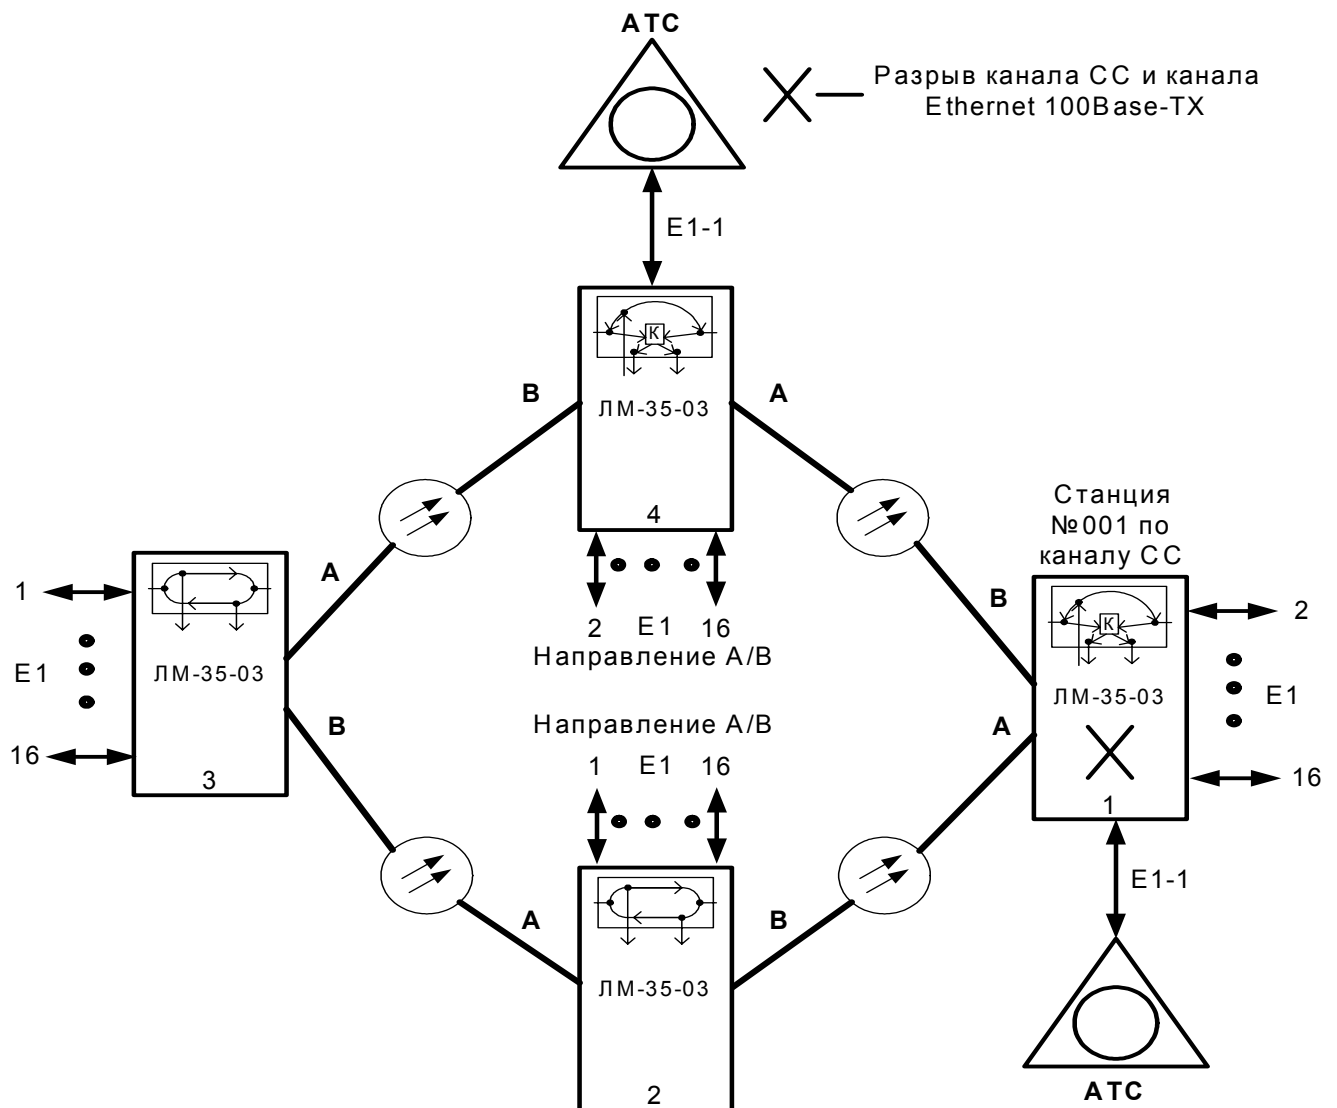 АТС
Разрыв канала СС и канала
Ethernet 100Base-TX
E1-1
К
B
A
ЛМ-35-03
4
Станция
№001 по
каналу СС
A
B
1
E1
16
ЛМ-35-03
3
2 E1 16
Направление А/В
К
2
E1
16
ЛМ-35-03
1
B
A
Направление А/В
1 E1 16
E1-1
A
B
ЛМ-35-03
2
АТС